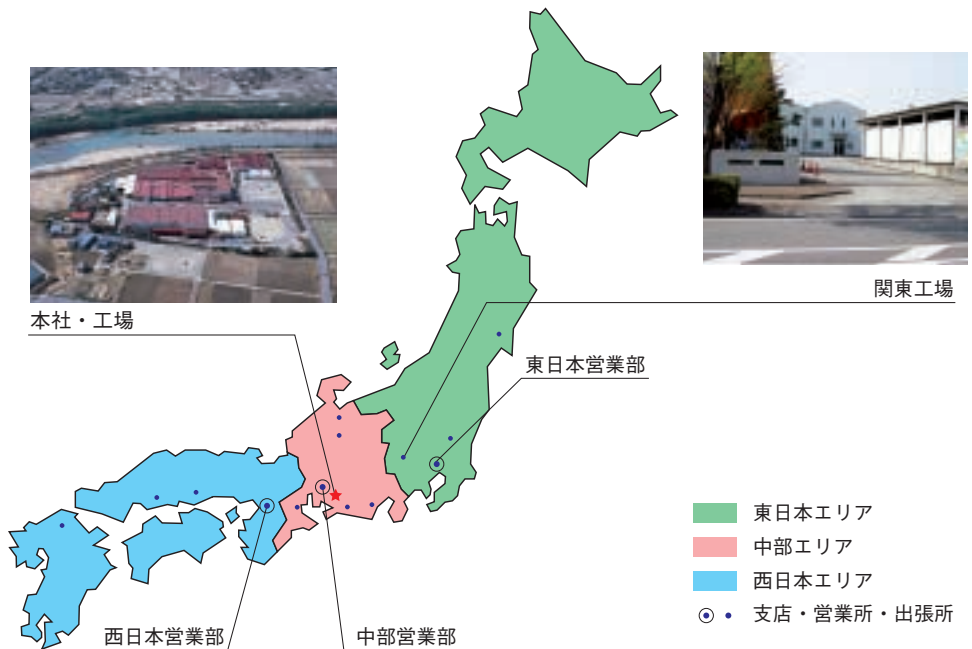 本社・工場
関東工場
東日本営業部
東日本エリア
中部エリア
西日本エリア
支店・営業所・出張所
西日本営業部
中部営業部